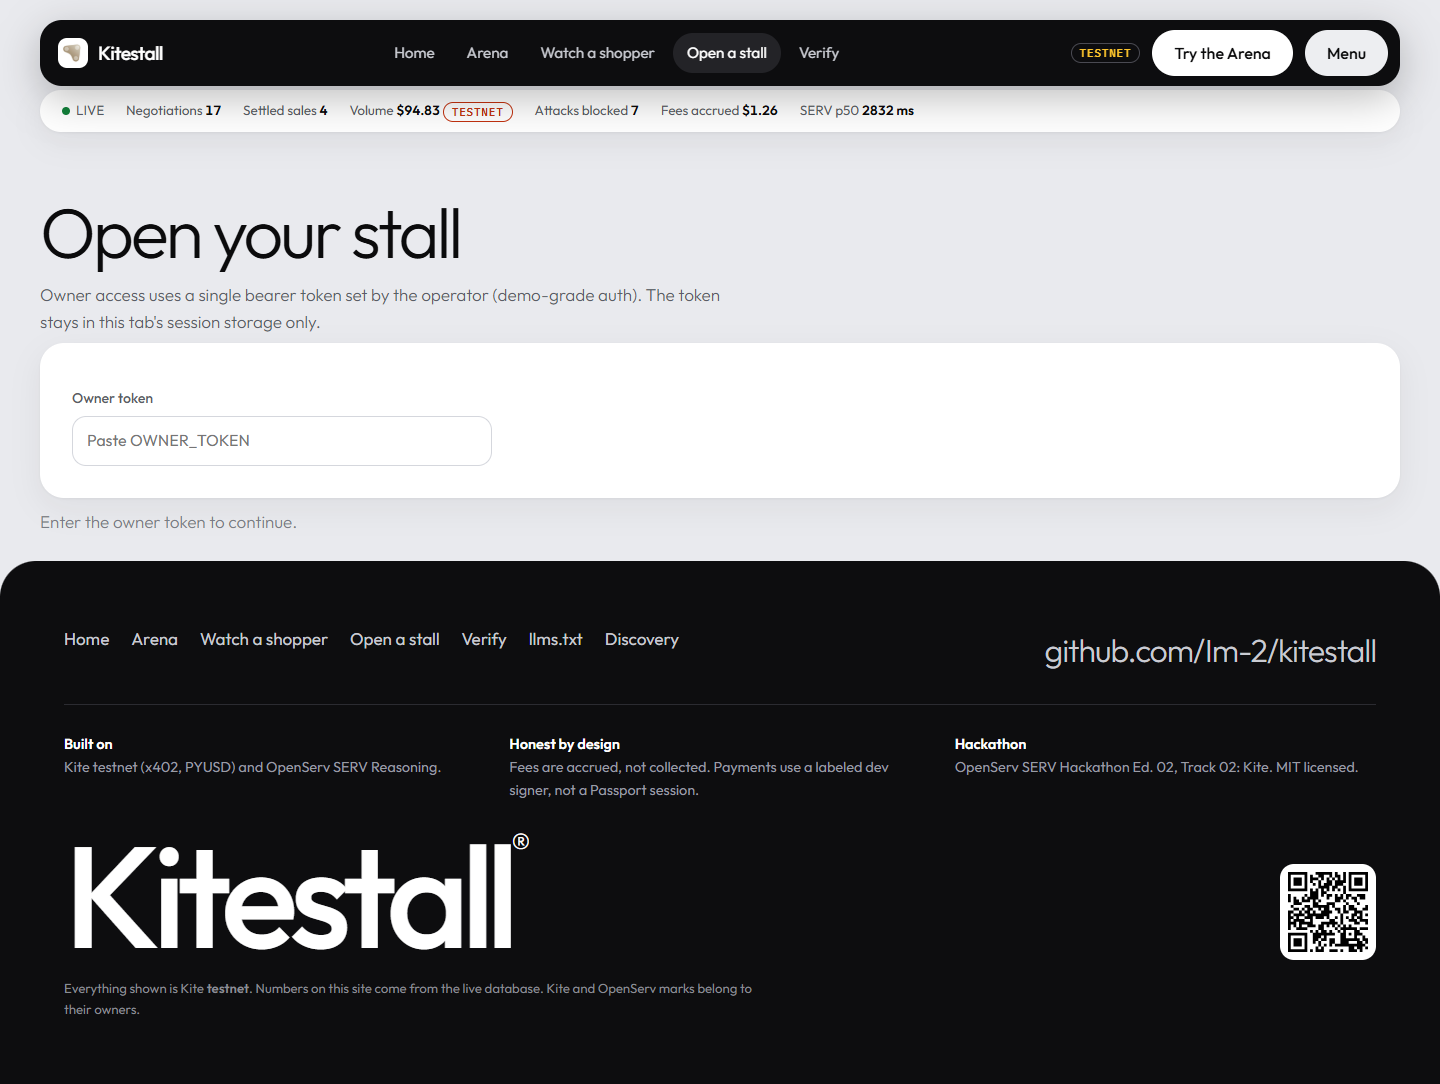 Kitestall
Home Arena Watch a shopper Open a stall Verify
TESTNET Try the Arena Menu
LIVE Negotiations 17 Settled sales 4 Volume $94.83 TESTNET Attacks blocked 7 Fees accrued $1.26 SERV p50 2832 ms
Open your stall
Owner access uses a single bearer token set by the operator (demo-grade auth). The token
stays in this tab's session storage only.
Owner token
Paste OWNER_TOKEN
Enter the owner token to continue.
Home Arena Watch a shopper Open a stall Verify llms.txt Discovery
github.com/Im-2/kitestall
Built on
Kite testnet (x402, PYUSD) and OpenServ SERV Reasoning.
Honest by design
Fees are accrued, not collected. Payments use a labeled dev
signer, not a Passport session.
Hackathon
OpenServ SERV Hackathon Ed. 02, Track 02: Kite. MIT licensed.
Kitestall®
Everything shown is Kite testnet. Numbers on this site come from the live database. Kite and OpenServ marks belong to
their owners.